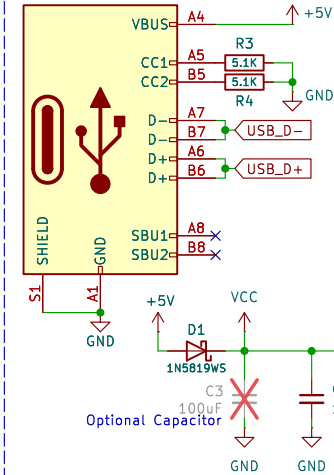 VBUS A4 +5V
CC1 A5 R3 5.1K
CC2 B5 5.1K R4
GND
D- A7
D- B7 USB_D-
D+ A6
D+ B6 USB_D+
SBU1 A8
SBU2 B8
SHIELD GND
S1 A1
GND
+5V VCC
D1
1N5819WS
C3
100uF
Optional Capacitor
GND GND